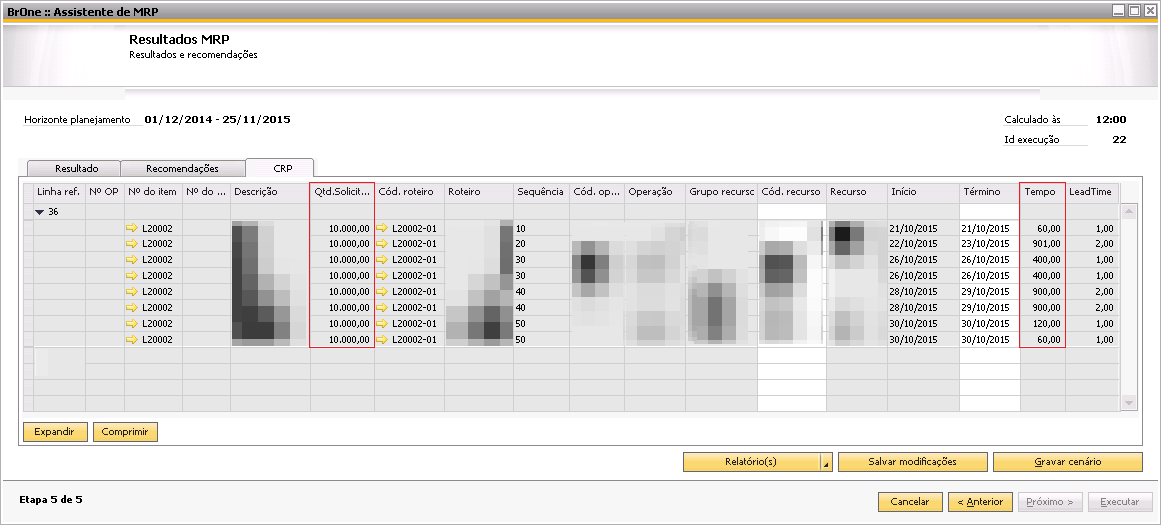 BrOne :: Assistente de MRP
Resultados MRP
Resultados e recomendações
Horizonte planejamento 01/12/2014 - 25/11/2015 Calculado às 12:00
Id execução 22
Resultado Recomendações CRP
Linha ref. Nº OP Nº do item Nº do ... Descrição Qtd.Solicit... Cód. roteiro Roteiro Sequência Cód. op... Operação Grupo recursc Cód. recurso Recurso Início Término Tempo LeadTime
36
L20002 10.000,00 L20002-01 10 21/10/2015 21/10/2015 60,00 1,00
L20002 10.000,00 L20002-01 20 22/10/2015 23/10/2015 901,00 2,00
L20002 10.000,00 L20002-01 30 26/10/2015 26/10/2015 400,00 1,00
L20002 10.000,00 L20002-01 30 26/10/2015 26/10/2015 400,00 1,00
L20002 10.000,00 L20002-01 40 28/10/2015 29/10/2015 900,00 2,00
L20002 10.000,00 L20002-01 40 28/10/2015 29/10/2015 900,00 2,00
L20002 10.000,00 L20002-01 50 30/10/2015 30/10/2015 120,00 1,00
L20002 10.000,00 L20002-01 50 30/10/2015 30/10/2015 60,00 1,00
Expandir Comprimir
Relatório(s) Salvar modificações Gravar cenário
Etapa 5 de 5 Cancelar < Anterior Próximo > Executar